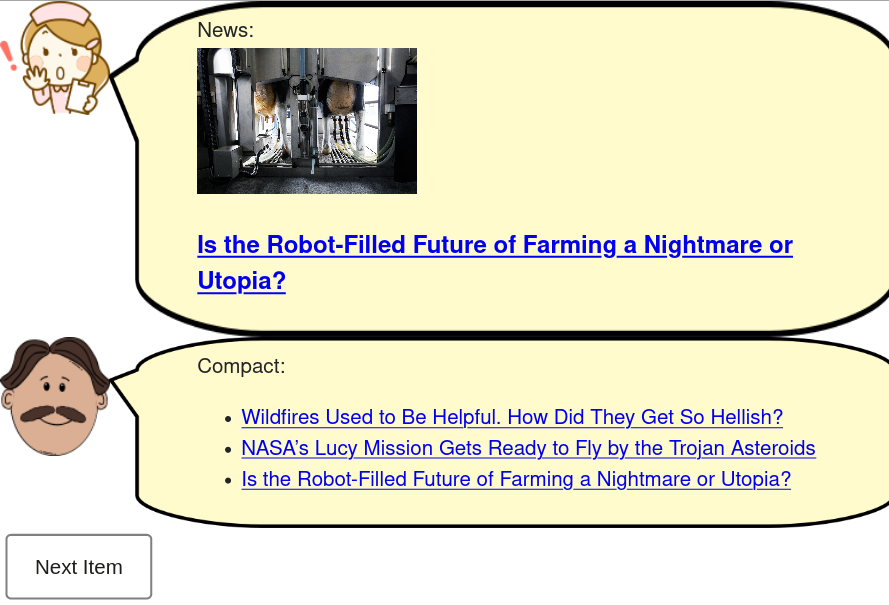 News:
Is the Robot-Filled Future of Farming a Nightmare or
Utopia?
Compact:
Wildfires Used to Be Helpful. How Did They Get So Hellish?
NASA’s Lucy Mission Gets Ready to Fly by the Trojan Asteroids
Is the Robot-Filled Future of Farming a Nightmare or Utopia?
Next Item